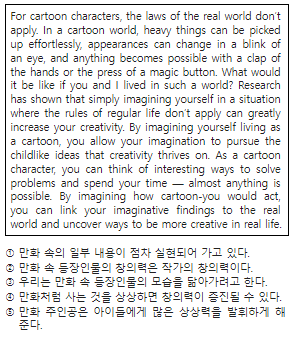 For cartoon characters, the laws of the real world don't
apply. In a cartoon world, heavy things can be picked
up effortlessly, appearances can change in a blink of
an eye, and anything becomes possible with a clap of
the hands or the press of a magic button. What would
it be like if you and I lived in such a world? Research
has shown that simply imagining yourself in a situation
where the rules of regular life don't apply can greatly
increase your creativity. By imagining yourself living as
a cartoon, you allow your imagination to pursue the
childlike ideas that creativity thrives on. As a cartoon
character, you can think of interesting ways to solve
problems and spend your time — almost anything is
possible. By imagining how cartoon-you would act,
you can link your imaginative findings to the real
world and uncover ways to be more creative in real life.
① 만화 속의 일부 내용이 점차 실현되어 가고 있다.
② 만화 속 등장인물의 창의력은 작가의 창의력이다.
③ 우리는 만화 속 등장인물의 모습을 닮아가려고 한다.
④ 만화처럼 사는 것을 상상하면 창의력이 증진될 수 있다.
⑤ 만화 주인공은 아이들에게 많은 상상력을 발휘하게 해
준다.